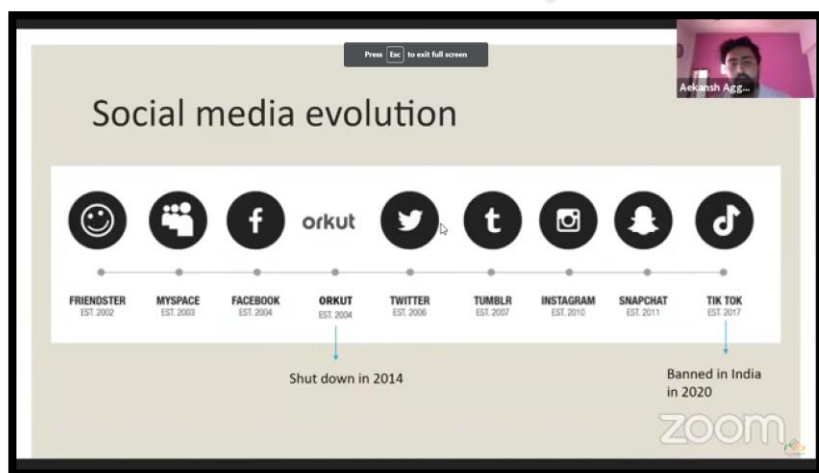 Press Esc to exit full screen
Aekansh Agg...
Social media evolution
f
orkut
t
FRIENDSTER MYSPACE FACEBOOK ORKUT TWITTER TUMBLR INSTAGRAM SNAPCHAT TIK TOK
EST. 2002 EST. 2003 EST. 2004 EST. 2004 EST. 2006 EST. 2007 EST. 2010 EST. 2011 EST. 2017
Shut down in 2014
Banned in India
in 2020
zoom